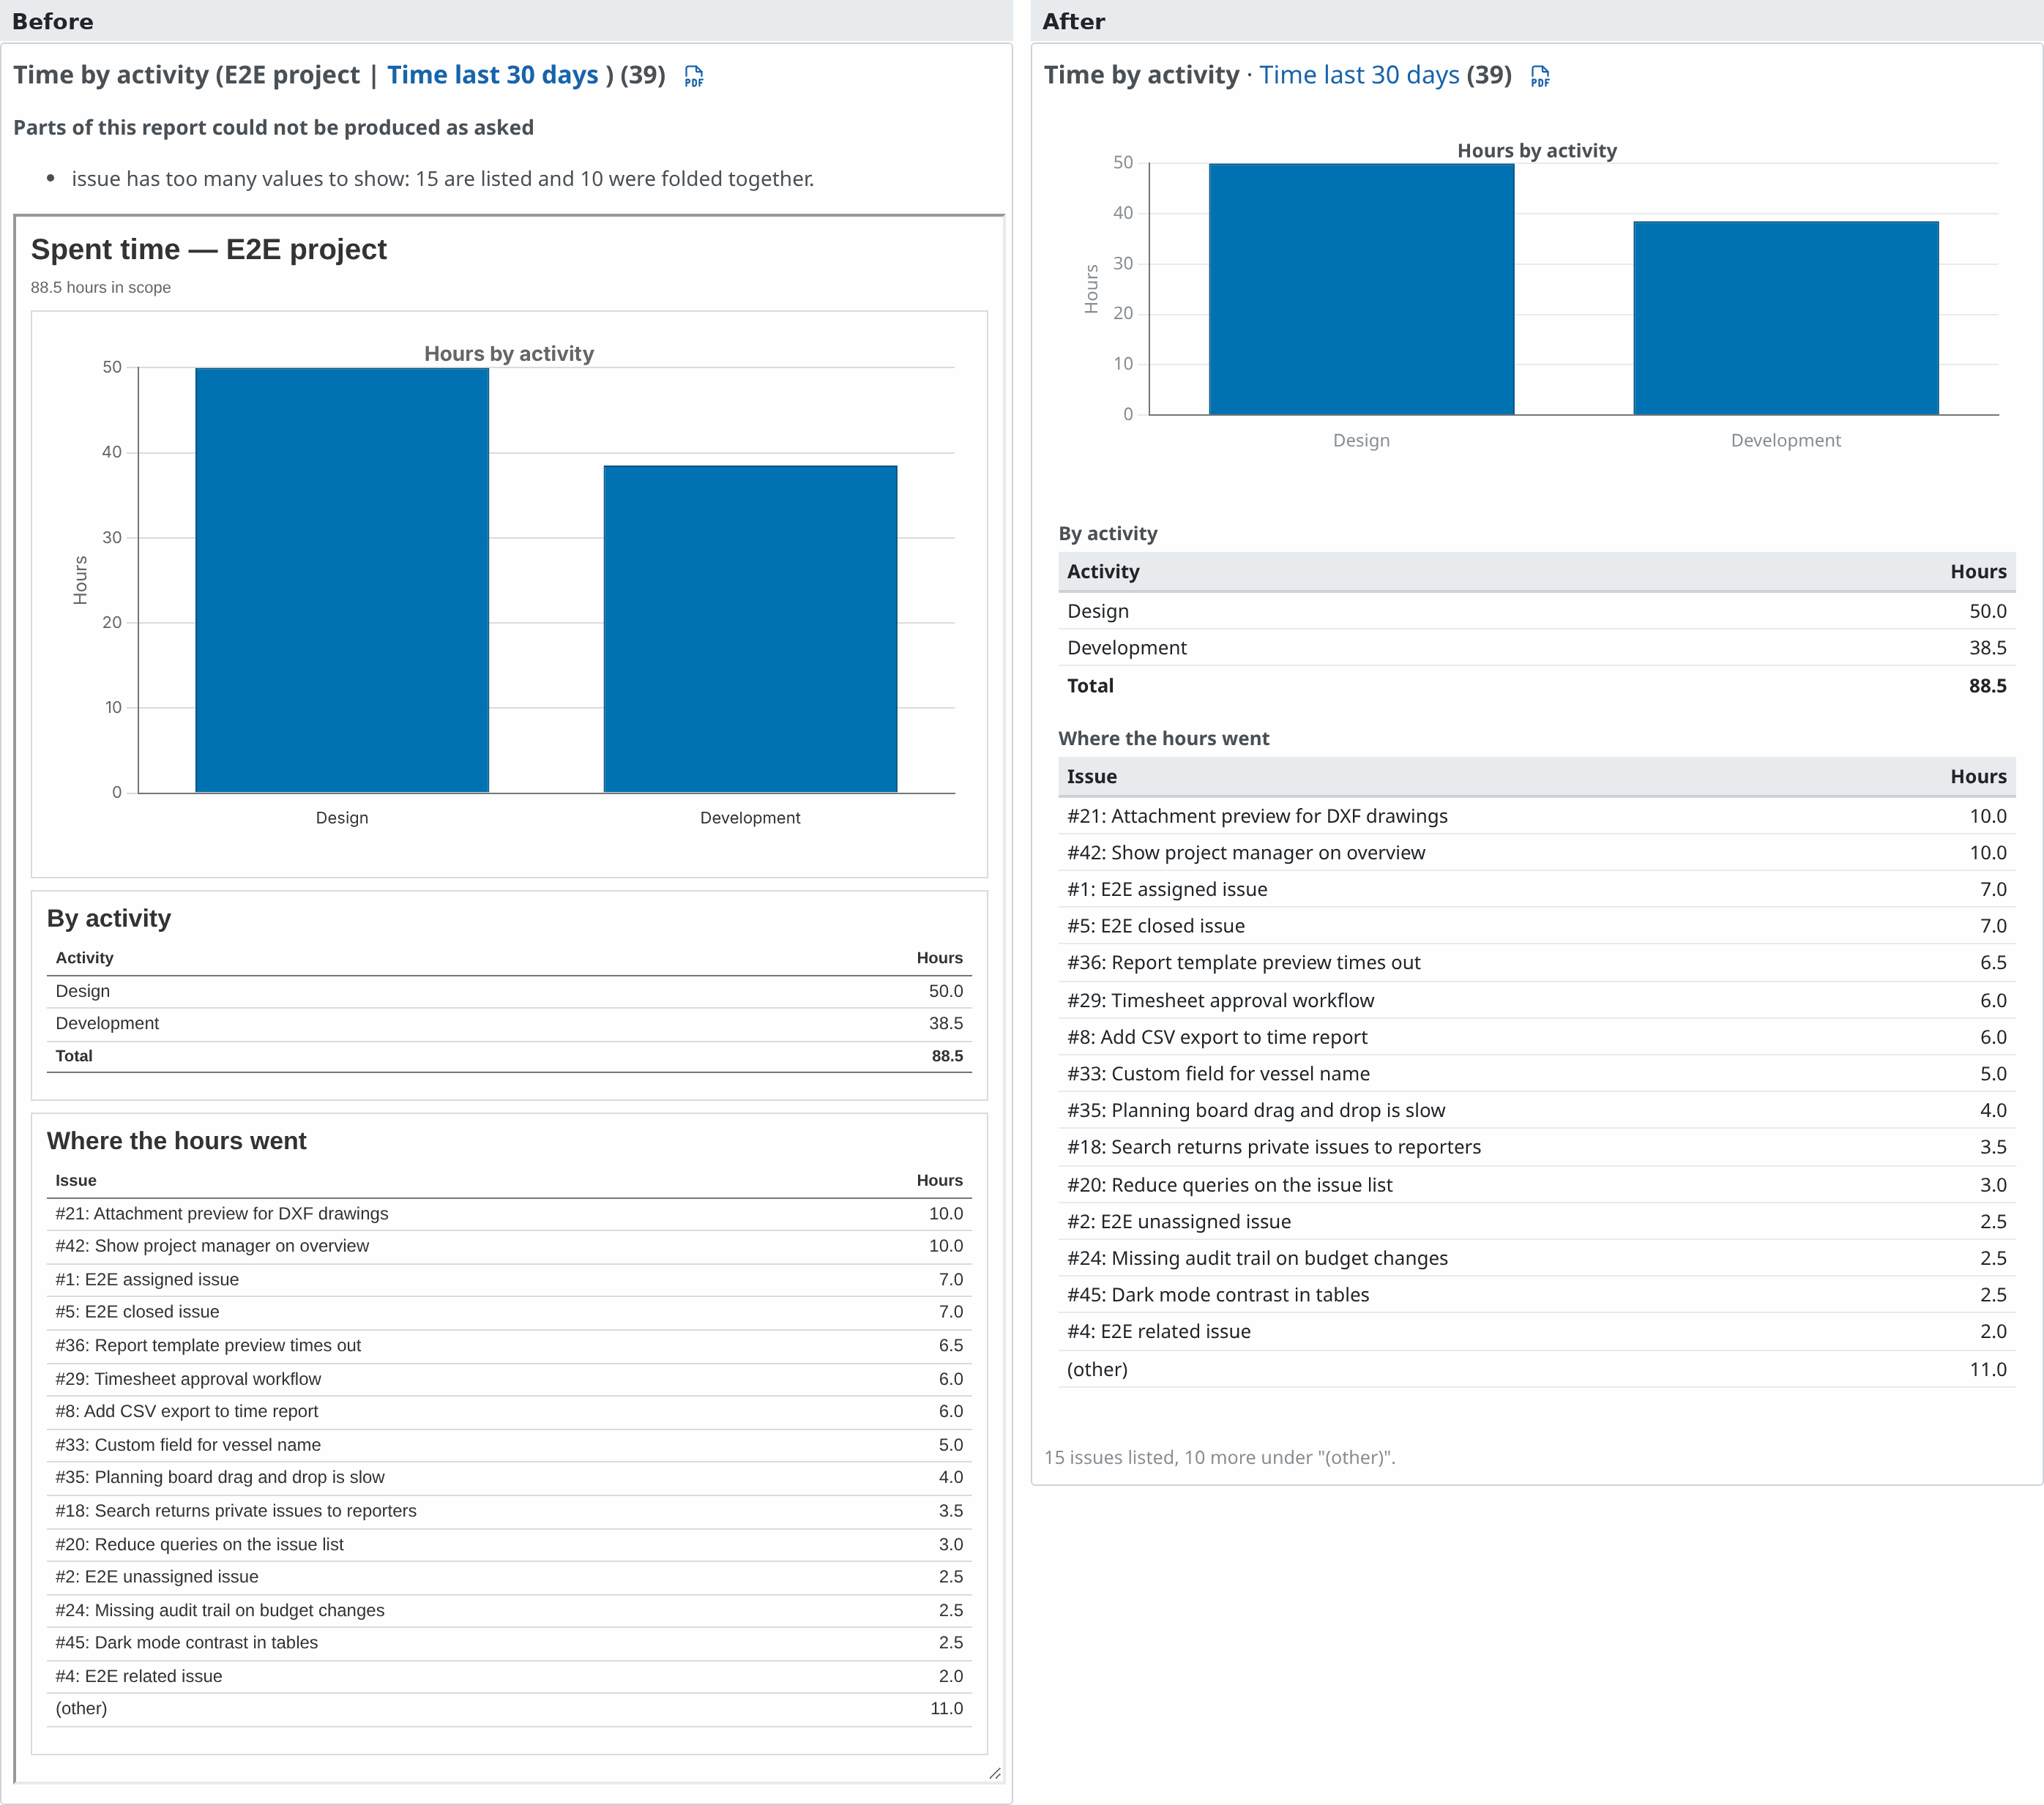 Before
Time by activity (E2E project | Time last 30 days ) (39) PDF
Parts of this report could not be produced as asked
• issue has too many values to show: 15 are listed and 10 were folded together.
Spent time — E2E project
88.5 hours in scope
Hours by activity
50
40
30
20
10
0
Hours
Design Development
By activity
Activity Hours
Design 50.0
Development 38.5
Total 88.5
Where the hours went
Issue Hours
#21: Attachment preview for DXF drawings 10.0
#42: Show project manager on overview 10.0
#1: E2E assigned issue 7.0
#5: E2E closed issue 7.0
#36: Report template preview times out 6.5
#29: Timesheet approval workflow 6.0
#8: Add CSV export to time report 6.0
#33: Custom field for vessel name 5.0
#35: Planning board drag and drop is slow 4.0
#18: Search returns private issues to reporters 3.5
#20: Reduce queries on the issue list 3.0
#2: E2E unassigned issue 2.5
#24: Missing audit trail on budget changes 2.5
#45: Dark mode contrast in tables 2.5
#4: E2E related issue 2.0
(other) 11.0
After
Time by activity · Time last 30 days (39) PDF
Hours by activity
50
40
30
20
10
0
Hours
Design Development
By activity
Activity Hours
Design 50.0
Development 38.5
Total 88.5
Where the hours went
Issue Hours
#21: Attachment preview for DXF drawings 10.0
#42: Show project manager on overview 10.0
#1: E2E assigned issue 7.0
#5: E2E closed issue 7.0
#36: Report template preview times out 6.5
#29: Timesheet approval workflow 6.0
#8: Add CSV export to time report 6.0
#33: Custom field for vessel name 5.0
#35: Planning board drag and drop is slow 4.0
#18: Search returns private issues to reporters 3.5
#20: Reduce queries on the issue list 3.0
#2: E2E unassigned issue 2.5
#24: Missing audit trail on budget changes 2.5
#45: Dark mode contrast in tables 2.5
#4: E2E related issue 2.0
(other) 11.0
15 issues listed, 10 more under "(other)".